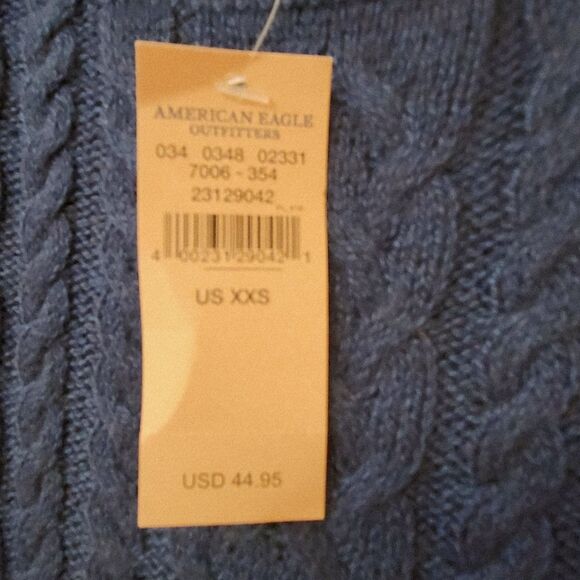 AMERICAN EAGLE
OUTFITTERS
034 0348 02331
7006 - 354
23129042
4 00231 29042 1
US XXS
USD 44.95